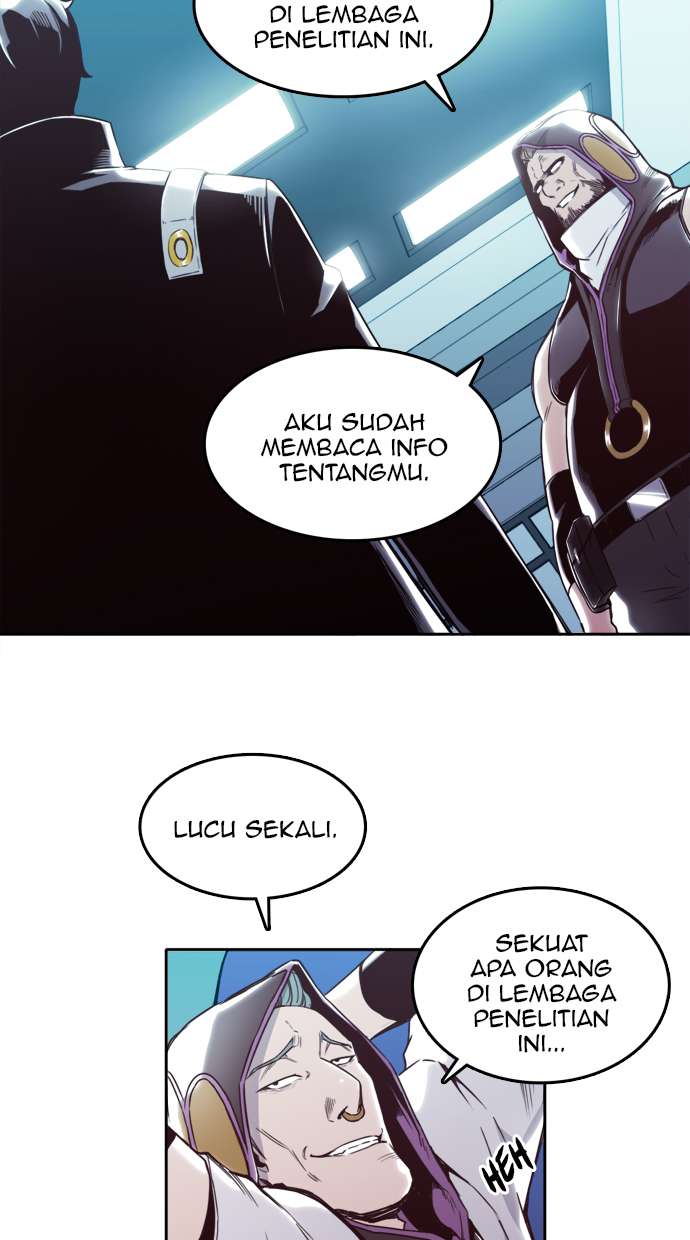 DI LEMBAGA
PENELITIAN INI.
AKU SUDAH
MEMBACA INFO
TENTANGMU.
LUCU SEKALI.
SEKUAT
APA ORANG
DI LEMBAGA
PENELITIAN
INI...
HEH